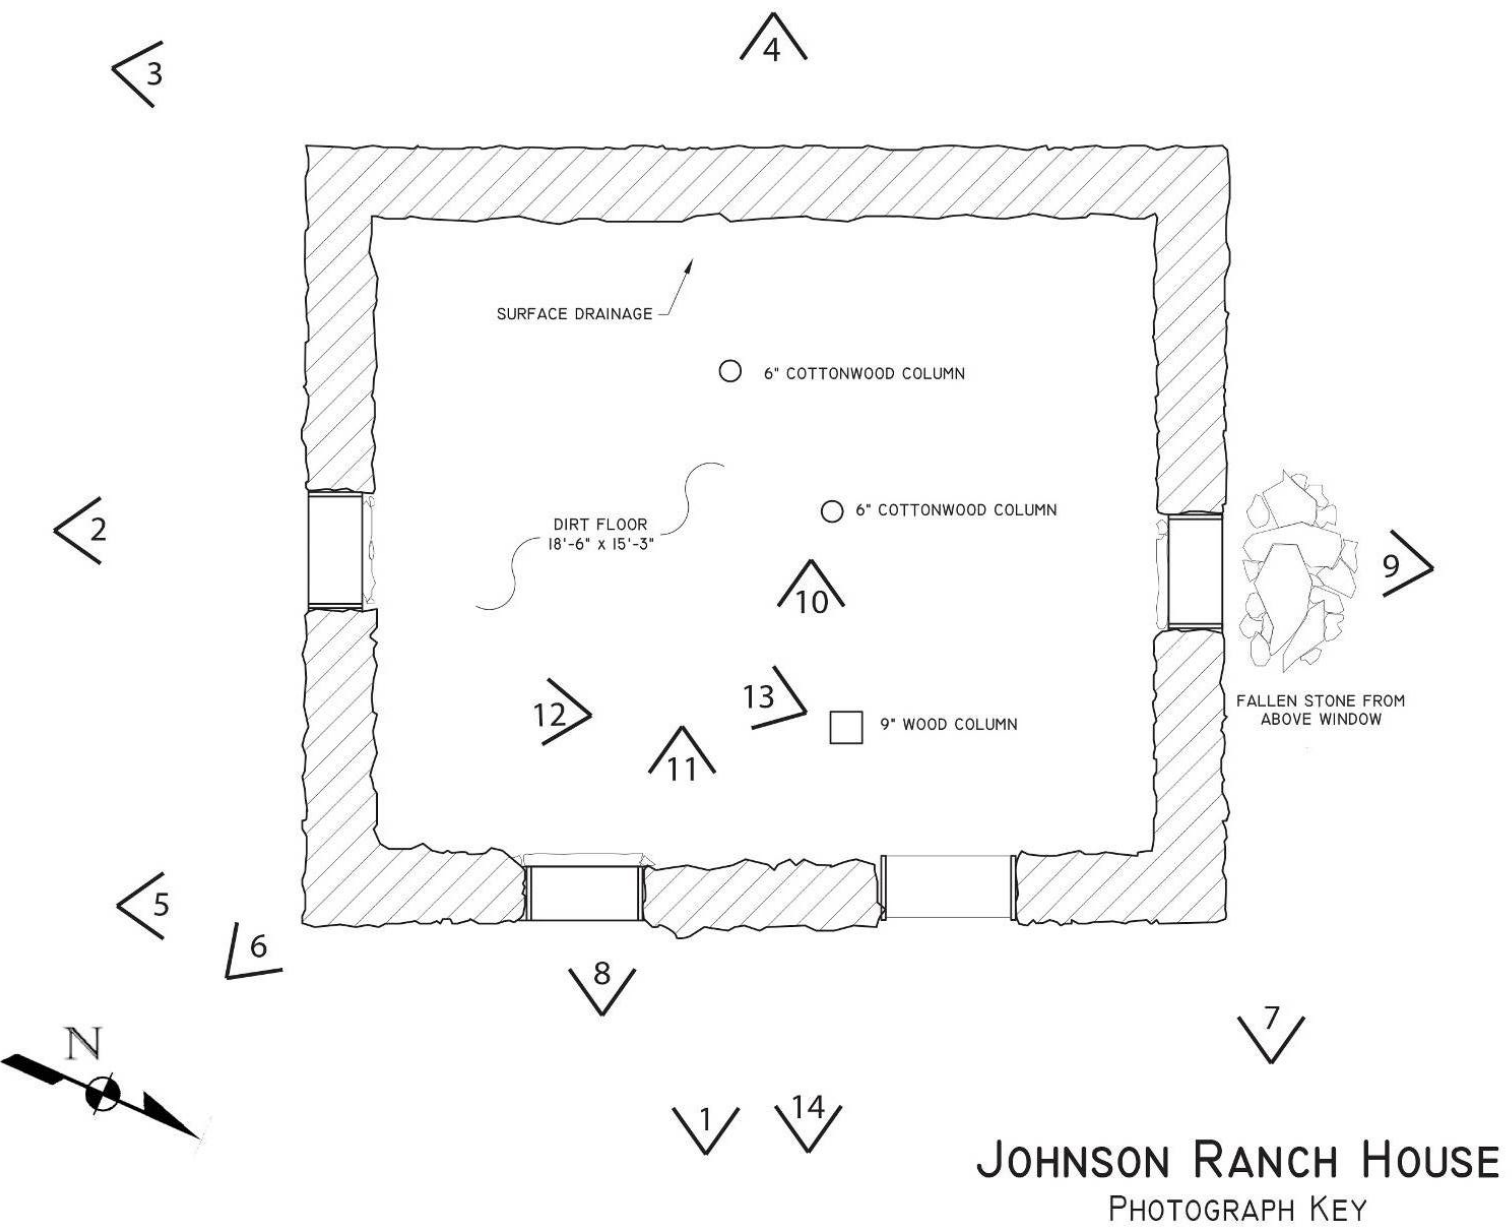 4
3
SURFACE DRAINAGE
6" COTTONWOOD COLUMN
6" COTTONWOOD COLUMN
DIRT FLOOR
18'-6" X 15'-3"
2
9
10
FALLEN STONE FROM
ABOVE WINDOW
13
12
9" WOOD COLUMN
11
5
6
8
7
N
1
14
JOHNSON RANCH HOUSE
PHOTOGRAPH KEY